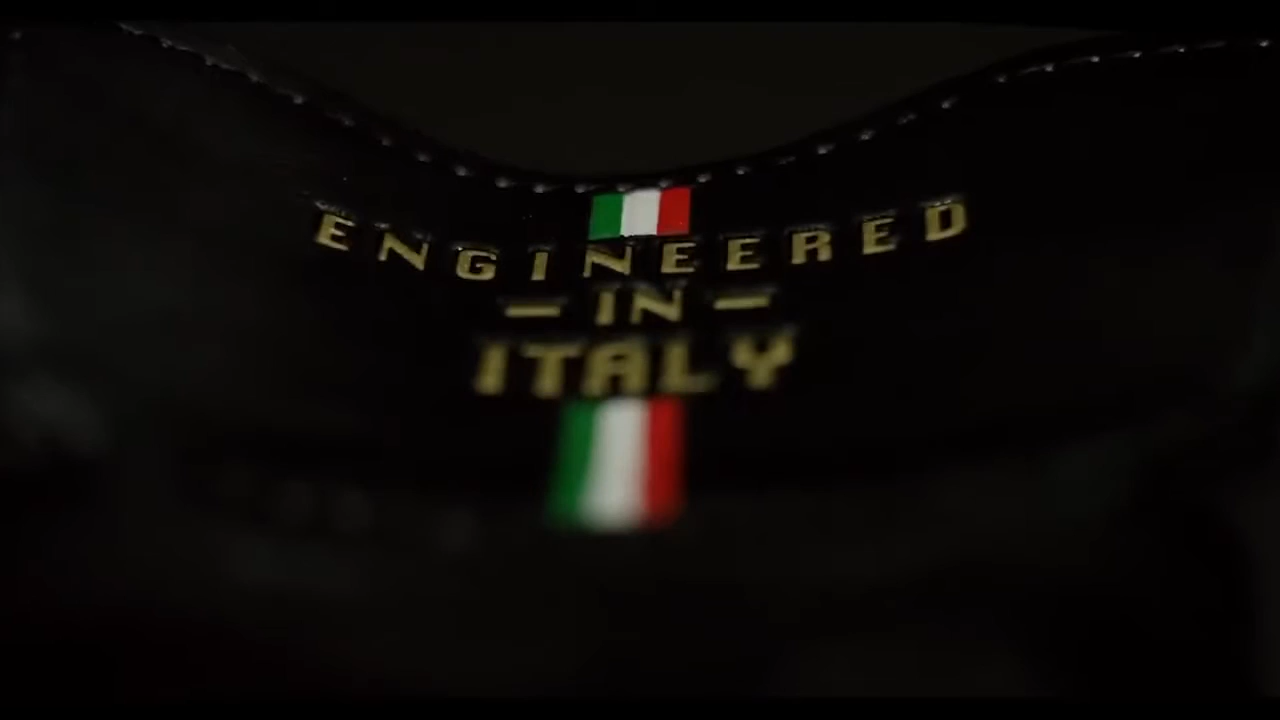 ENGINEERED
— IN —
ITALY